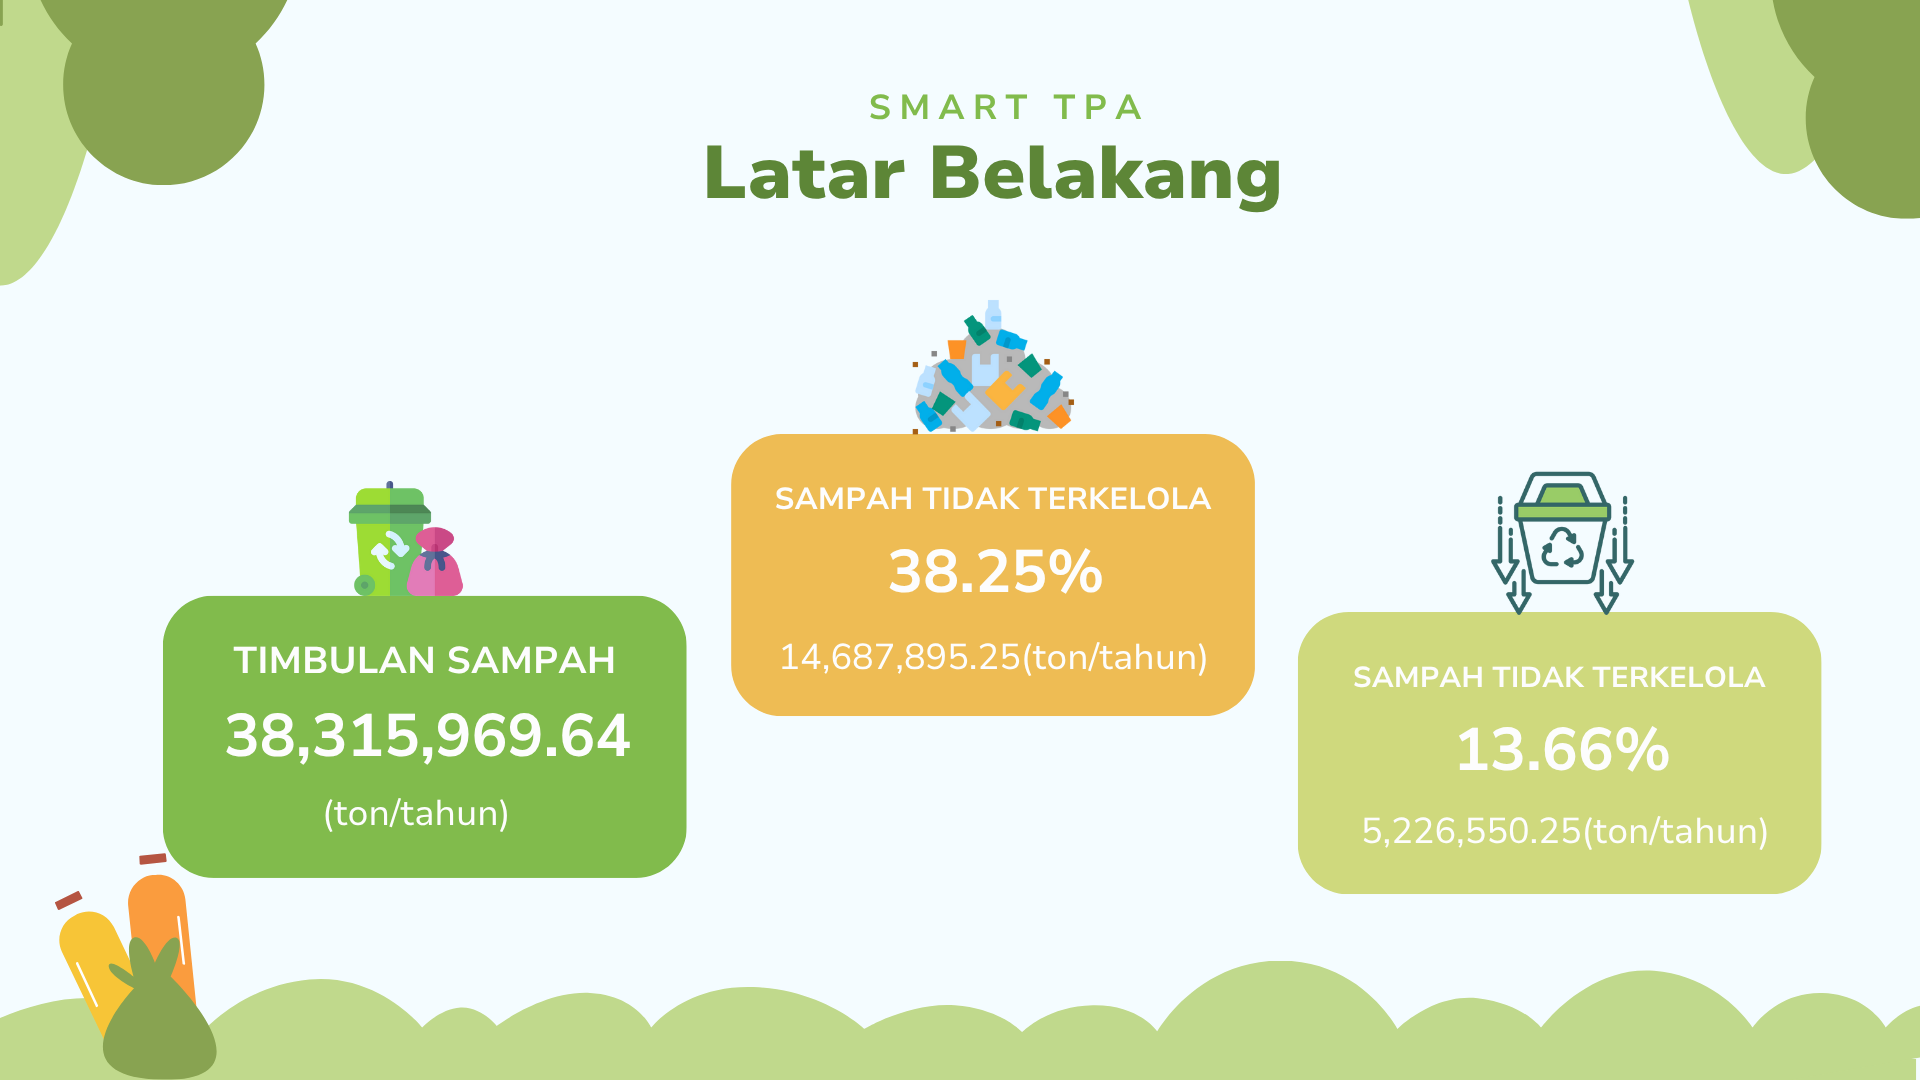 SMART TPA
Latar Belakang
TIMBULAN SAMPAH
38,315,969.64
(ton/tahun)
SAMPAH TIDAK TERKELOLA
38.25%
14,687,895.25(ton/tahun)
SAMPAH TIDAK TERKELOLA
13.66%
5,226,550.25(ton/tahun)